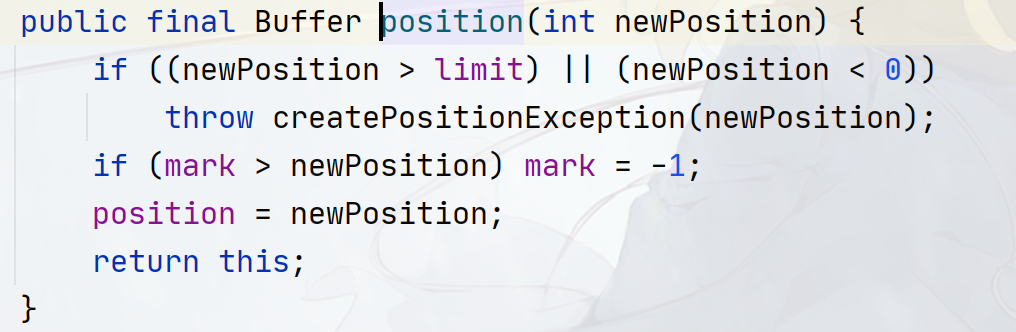 public final Buffer position(int newPosition) {
    if ((newPosition > limit) || (newPosition < 0))
        throw createPositionException(newPosition);
    if (mark > newPosition) mark = -1;
    position = newPosition;
    return this;
}